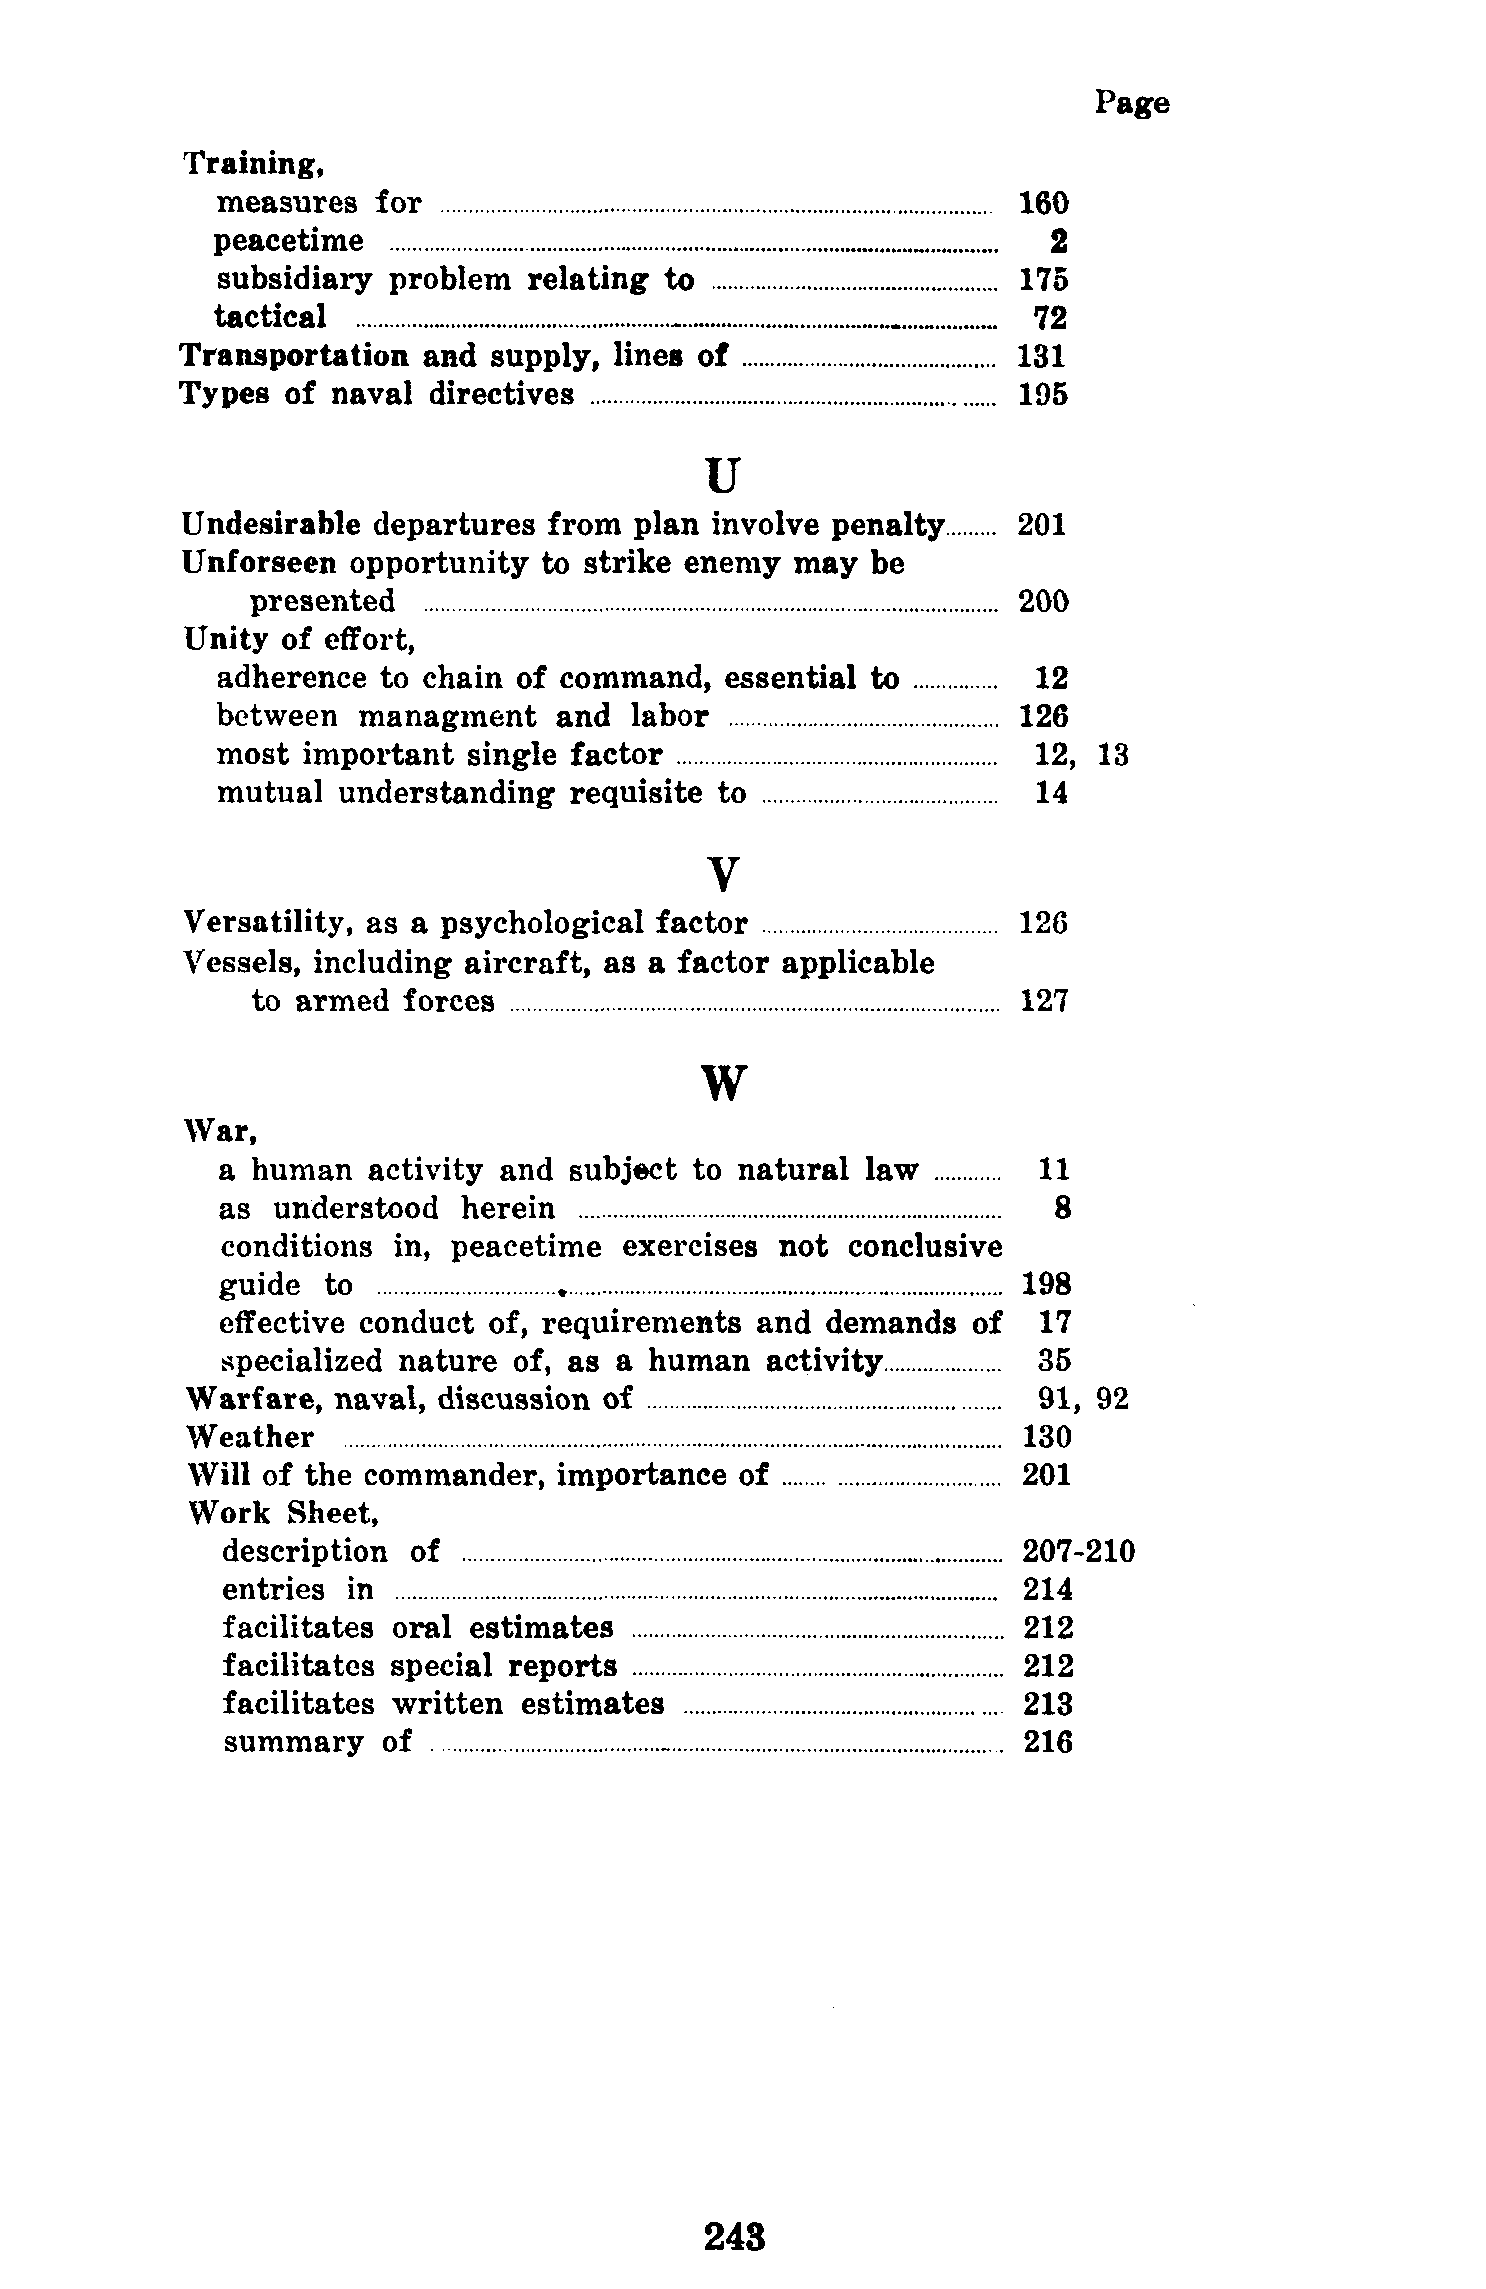 Page
Training,
measures for 160
peacetime 2
subsidiary problem relating to 175
tactical 72
Transportation and supply, lines of 131
Types of naval directives 195
U
Undesirable departures from plan involve penalty 201
Unforseen opportunity to strike enemy may be
presented 200
Unity of effort,
adherence to chain of command, essential to 12
between managment and labor 126
most important single factor 12, 13
mutual understanding requisite to 14
V
Versatility, as a psychological factor 126
Vessels, including aircraft, as a factor applicable
to armed forces 127
W
War,
a human activity and subject to natural law 11
as understood herein 8
conditions in, peacetime exercises not conclusive
guide to 198
effective conduct of, requirements and demands of 17
specialized nature of, as a human activity 35
Warfare, naval, discussion of 91, 92
Weather 130
Will of the commander, importance of 201
Work Sheet,
description of 207-210
entries in 214
facilitates oral estimates 212
facilitates special reports 212
facilitates written estimates 213
summary of 216
243